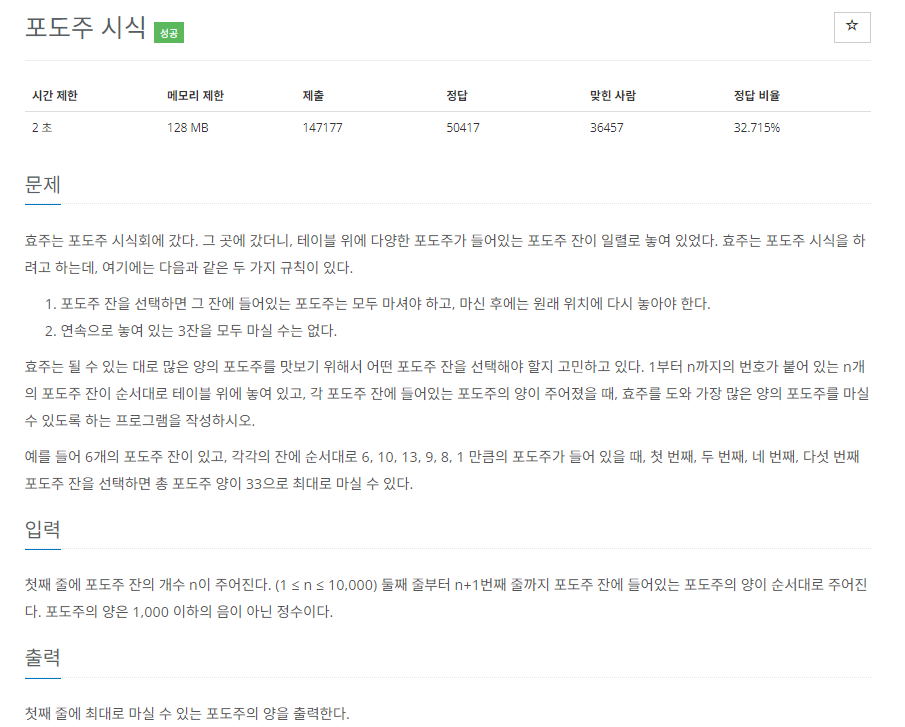 포도주 시식 성공
☆
시간 제한 메모리 제한 제출 정답 맞힌 사람 정답 비율
2 초 128 MB 147177 50417 36457 32.715%
문제
효주는 포도주 시식회에 갔다. 그 곳에 갔더니, 테이블 위에 다양한 포도주가 들어있는 포도주 잔이 일렬로 놓여 있었다. 효주는 포도주 시식을 하
려고 하는데, 여기에는 다음과 같은 두 가지 규칙이 있다.
1. 포도주 잔을 선택하면 그 잔에 들어있는 포도주는 모두 마셔야 하고, 마신 후에는 원래 위치에 다시 놓아야 한다.
2. 연속으로 놓여 있는 3잔을 모두 마실 수는 없다.
효주는 될 수 있는 대로 많은 양의 포도주를 맛보기 위해서 어떤 포도주 잔을 선택해야 할지 고민하고 있다. 1부터 n까지의 번호가 붙어 있는 n개
의 포도주 잔이 순서대로 테이블 위에 놓여 있고, 각 포도주 잔에 들어있는 포도주의 양이 주어졌을 때, 효주를 도와 가장 많은 양의 포도주를 마실
수 있도록 하는 프로그램을 작성하시오.
예를 들어 6개의 포도주 잔이 있고, 각각의 잔에 순서대로 6, 10, 13, 9, 8, 1 만큼의 포도주가 들어 있을 때, 첫 번째, 두 번째, 네 번째, 다섯 번째
포도주 잔을 선택하면 총 포도주 양이 33으로 최대로 마실 수 있다.
입력
첫째 줄에 포도주 잔의 개수 n이 주어진다. (1 ≤ n ≤ 10,000) 둘째 줄부터 n+1번째 줄까지 포도주 잔에 들어있는 포도주의 양이 순서대로 주어진
다. 포도주의 양은 1,000 이하의 음이 아닌 정수이다.
출력
첫째 줄에 최대로 마실 수 있는 포도주의 양을 출력한다.